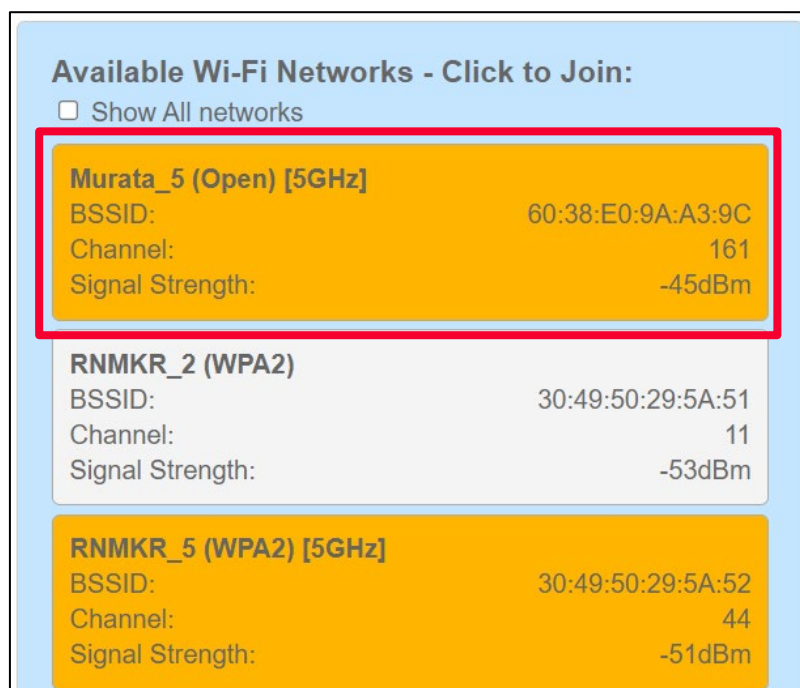 Available Wi-Fi Networks - Click to Join:
Show All networks
Murata_5 (Open) [5GHz]
BSSID: 60:38:E0:9A:A3:9C
Channel: 161
Signal Strength: -45dBm
RNMKR_2 (WPA2)
BSSID: 30:49:50:29:5A:51
Channel: 11
Signal Strength: -53dBm
RNMKR_5 (WPA2) [5GHz]
BSSID: 30:49:50:29:5A:52
Channel: 44
Signal Strength: -51dBm